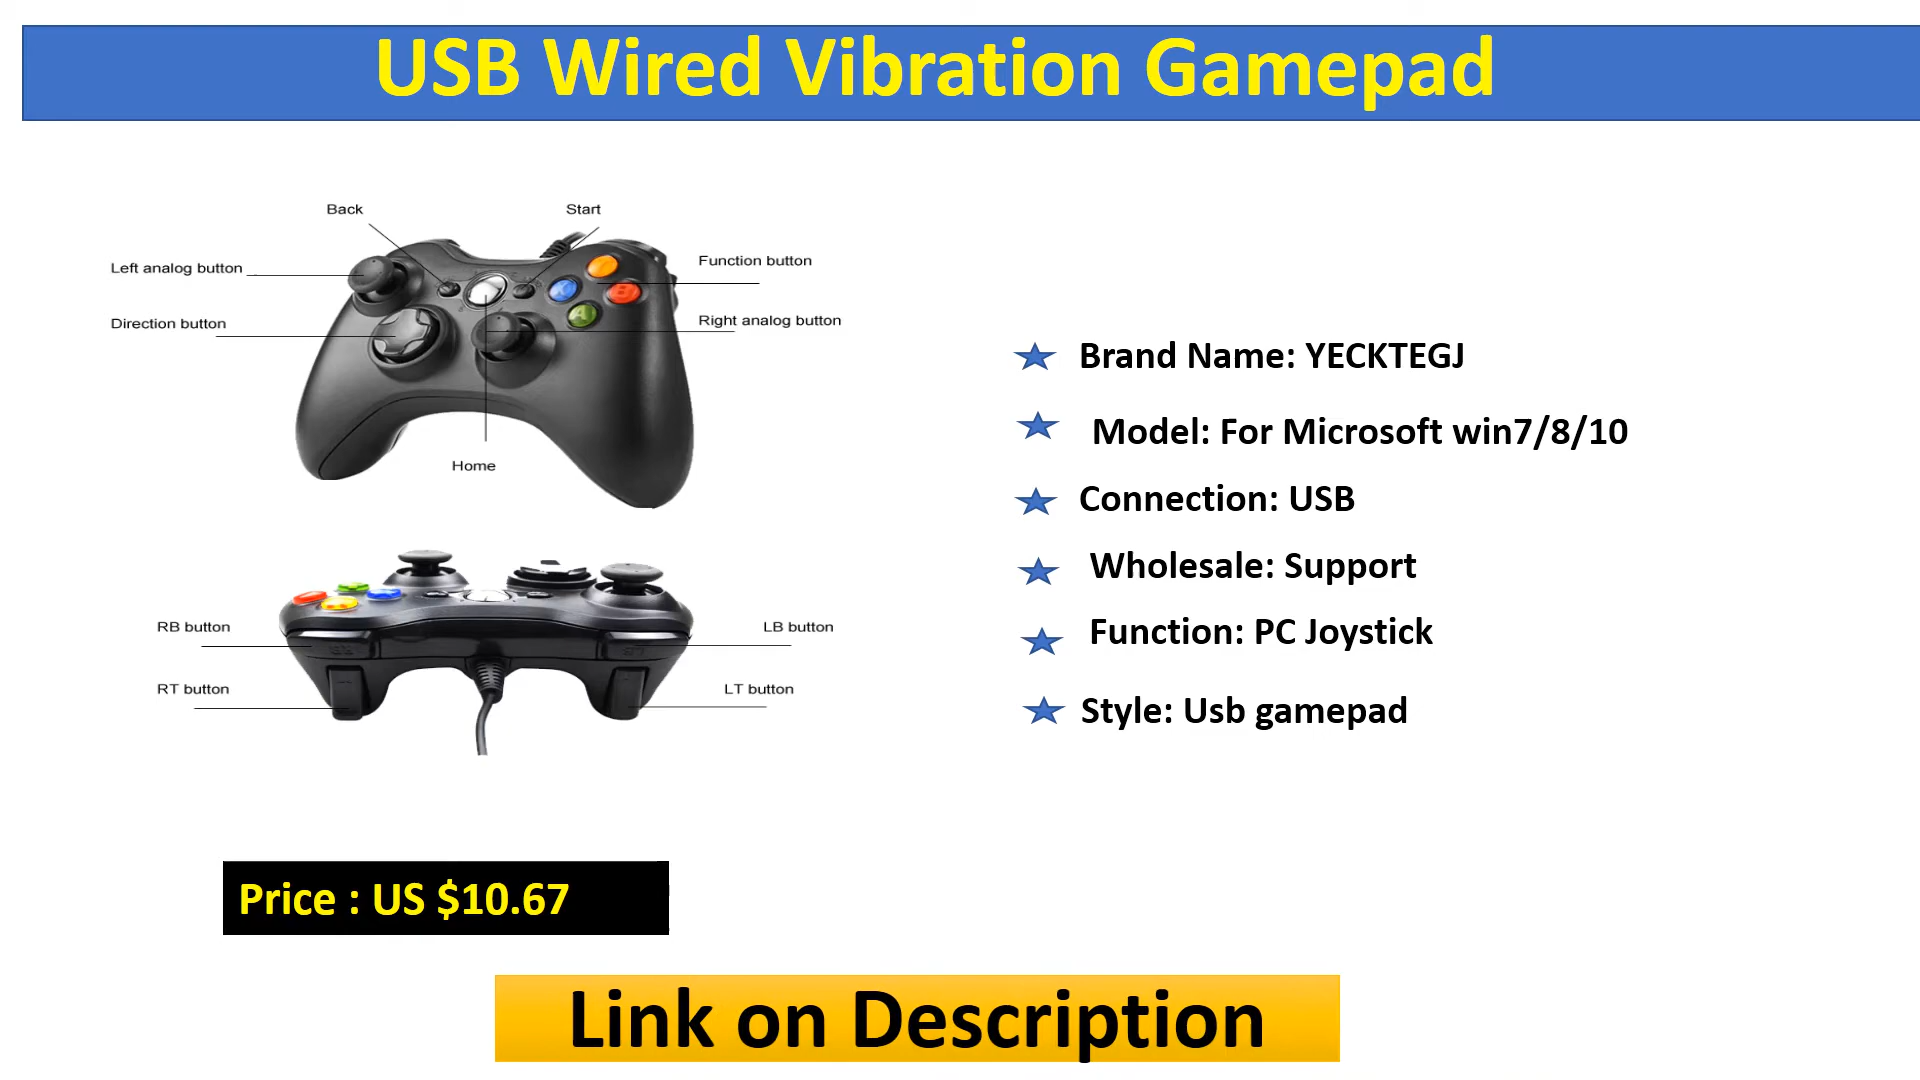 USB Wired Vibration Gamepad
Back
Start
Left analog button
Function button
Direction button
Right analog button
Y
X
B
A
Home
RB button
LB button
RT button
LT button
Brand Name: YECKTEGJ
Model: For Microsoft win7/8/10
Connection: USB
Wholesale: Support
Function: PC Joystick
Style: Usb gamepad
Price : US $10.67
Link on Description